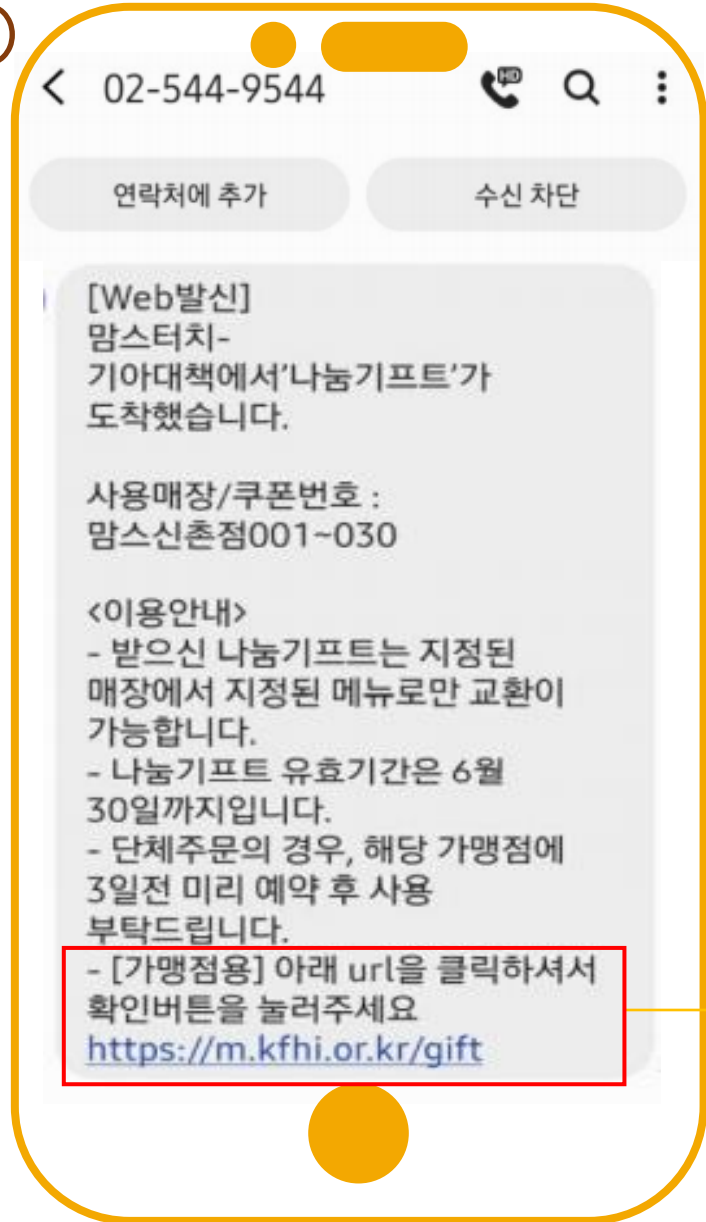 02-544-9544
HD
연락처에 추가
수신 차단
[Web발신]
맘스터치-
기아대책에서'나눔기프트'가
도착했습니다.
사용매장/쿠폰번호 :
맘스신촌점001~030
<이용안내>
- 받으신 나눔기프트는 지정된
매장에서 지정된 메뉴로만 교환이
가능합니다.
- 나눔기프트 유효기간은 6월
30일까지입니다.
- 단체주문의 경우, 해당 가맹점에
3일전 미리 예약 후 사용
부탁드립니다.
- [가맹점용] 아래 url을 클릭하셔서
확인버튼을 눌러주세요
https://m.kfhi.or.kr/gift